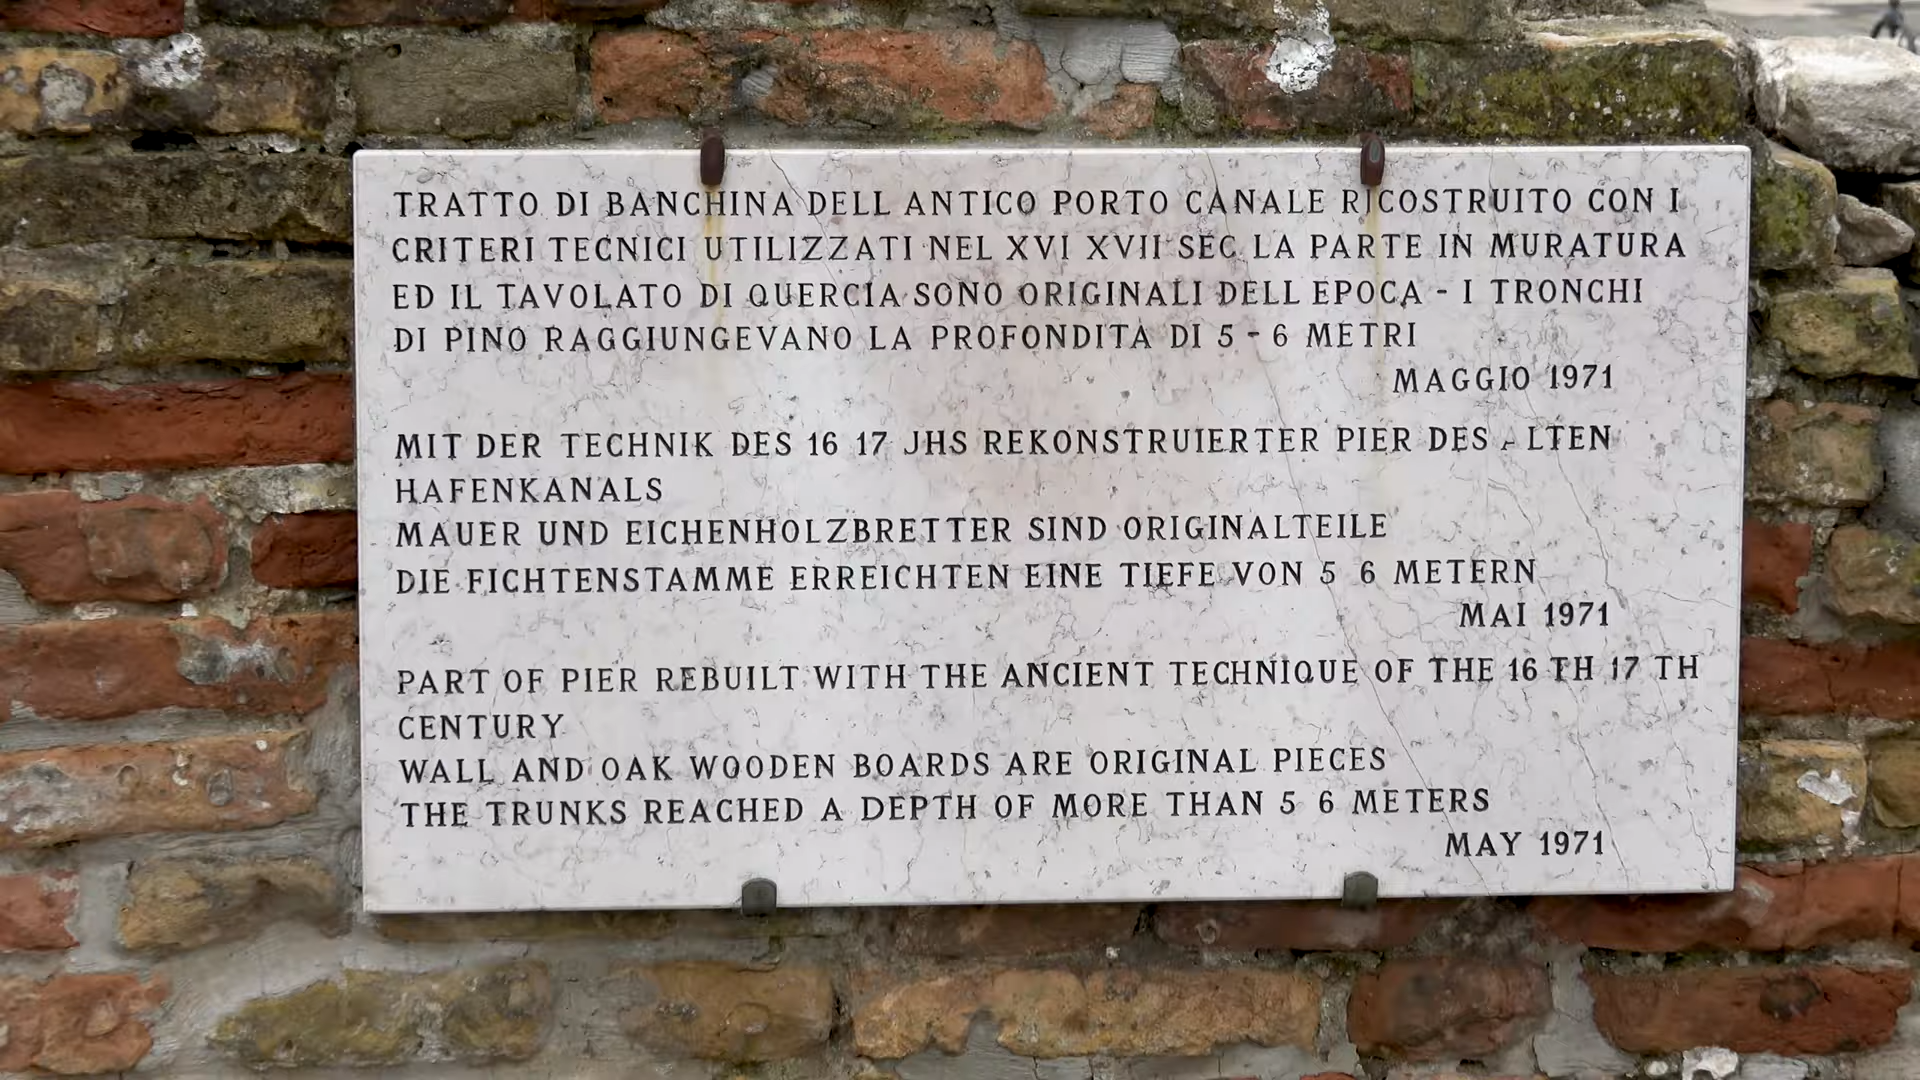 TRATTO DI BANCHINA DELL ANTICO PORTO CANALE RICOSTRUITO CON I
CRITERI TECNICI UTILIZZATI NEL XVI XVII SEC LA PARTE IN MURATURA
ED IL TAVOLATO DI QUERCIA SONO ORIGINALI DELL EPOCA - I TRONCHI
DI PINO RAGGIUNGEVANO LA PROFONDITA DI 5 - 6 METRI
MAGGIO 1971
MIT DER TECHNIK DES 16 17 JHS REKONSTRUIERTER PIER DES ALTEN
HAFENKANALS
MAUER UND EICHENHOLZBRETTER SIND ORIGINALTEILE
DIE FICHTENSTAMME ERREICHTEN EINE TIEFE VON 5 6 METERN
MAI 1971
PART OF PIER REBUILT WITH THE ANCIENT TECHNIQUE OF THE 16 TH 17 TH
CENTURY
WALL AND OAK WOODEN BOARDS ARE ORIGINAL PIECES
THE TRUNKS REACHED A DEPTH OF MORE THAN 5 6 METERS
MAY 1971